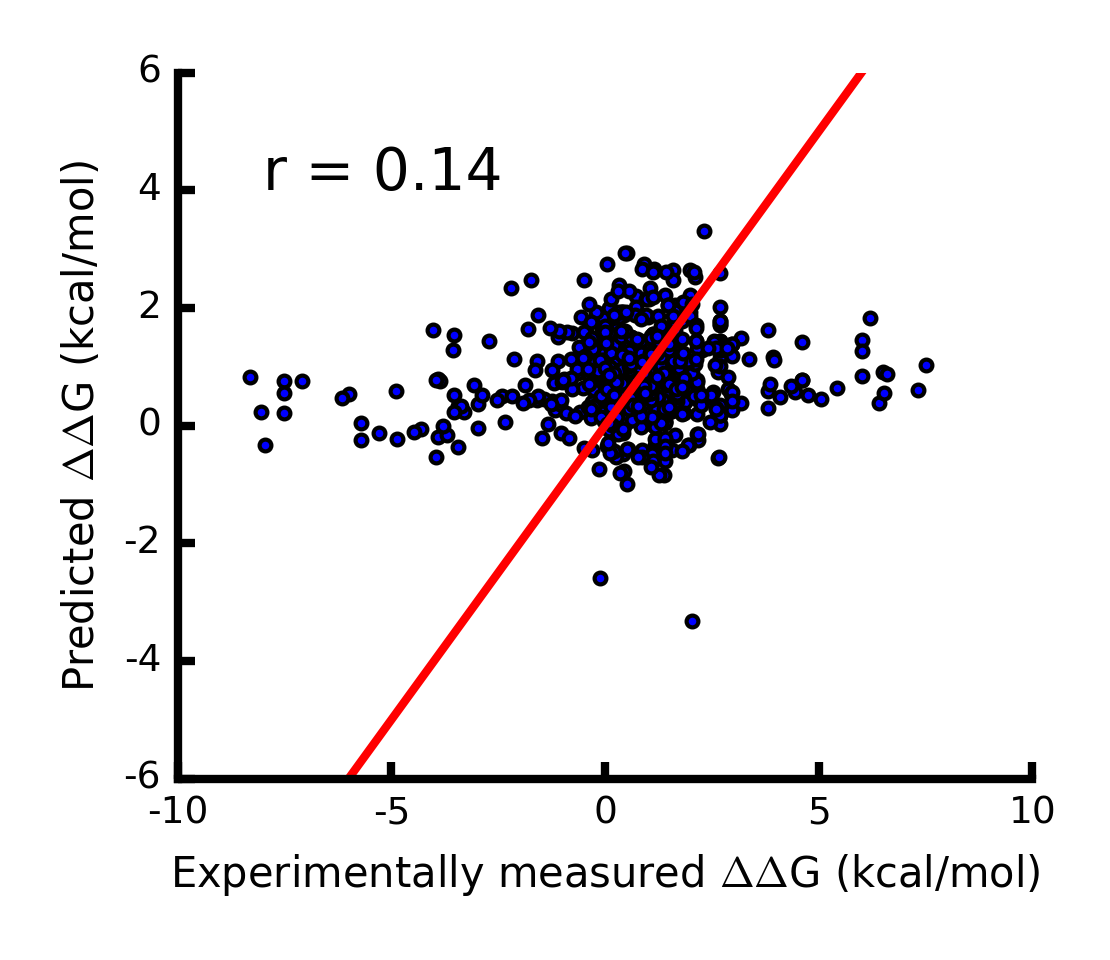 6
r = 0.14
4
2
0
-2
-4
-6
Predicted ΔΔG (kcal/mol)
-10 -5 0 5 10
Experimentally measured ΔΔG (kcal/mol)